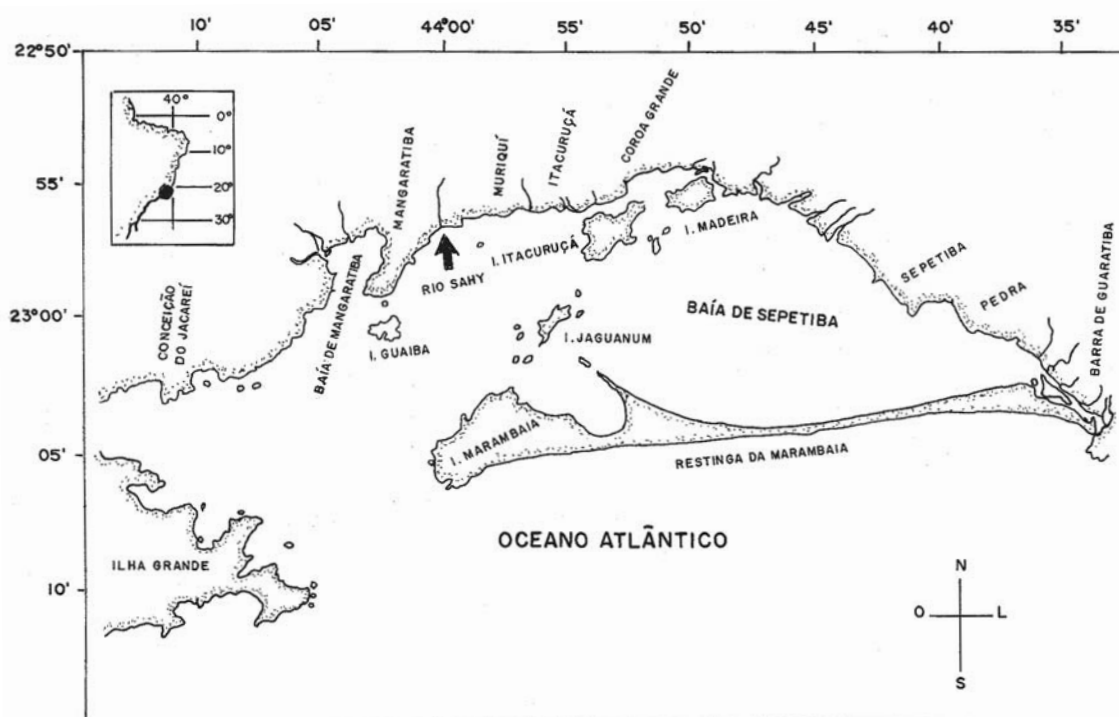 10'
05'
44°00'
55'
50'
45'
40'
35'
22°50'
55'
23°00'
05'
10'
40°
0°
10°
20°
30°
CONCEIÇÃO
DO JACAREÍ
BAÍA DE MANGARATIBA
MANGARATIBA
RIO SAHY
MURIQUÍ
ITACURUÇÁ
COROA GRANDE
I. ITACURUÇÁ
I. MADEIRA
SEPETIBA
PEDRA
BARRA DE GUARATIBA
I. GUAIBA
I. JAGUANUM
BAÍA DE SEPETIBA
I. MARAMBAIA
RESTINGA DA MARAMBAIA
OCEANO ATLÂNTICO
ILHA GRANDE
N
O
L
S